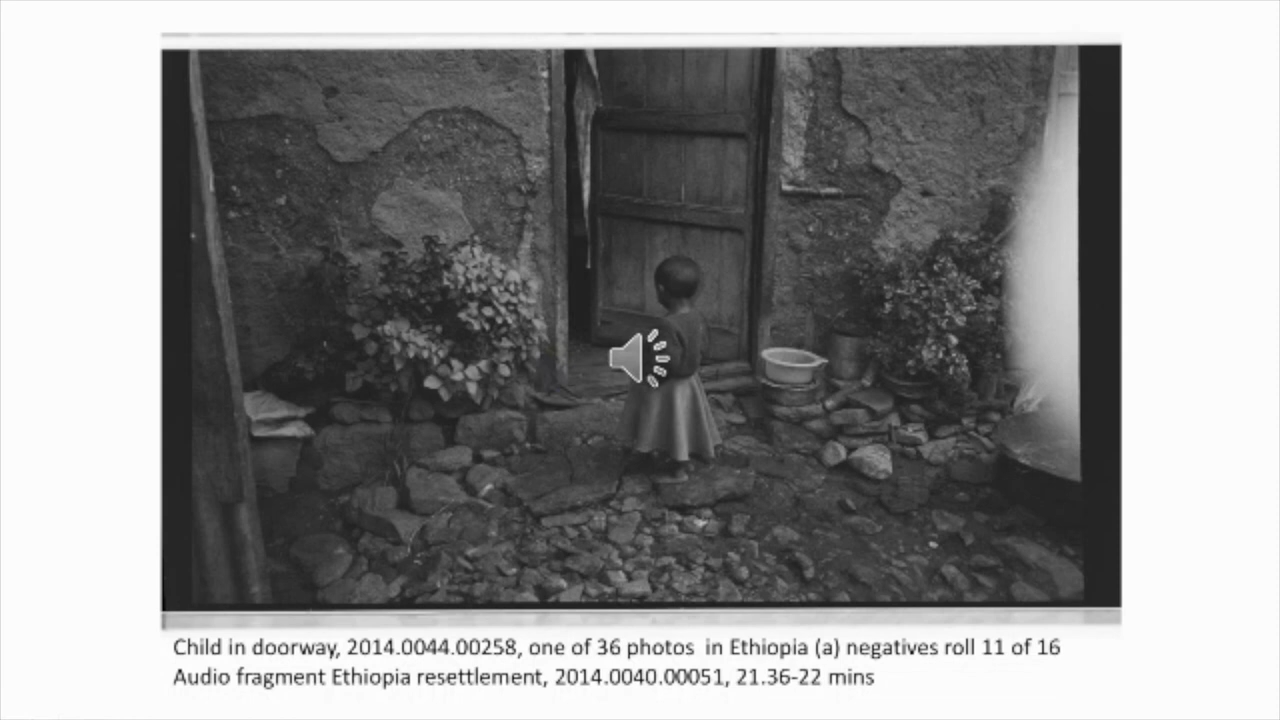 Child in doorway, 2014.0044.00258, one of 36 photos  in Ethiopia (a) negatives roll 11 of 16
Audio fragment Ethiopia resettlement, 2014.0040.00051, 21.36-22 mins